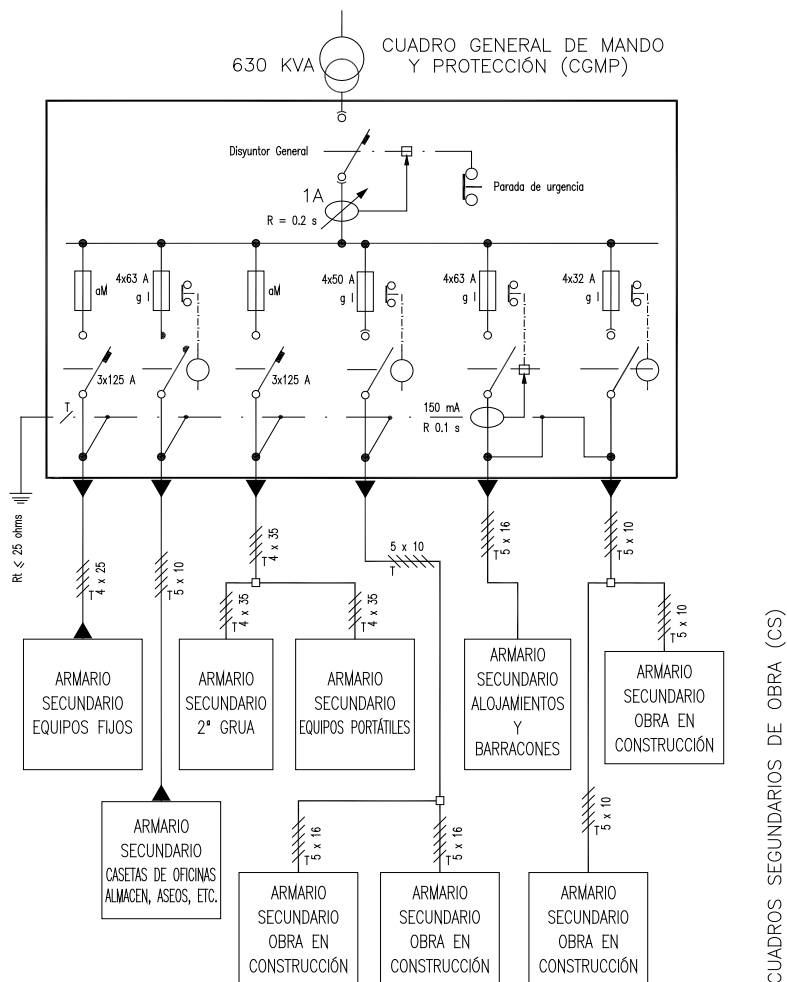 630 KVA
CUADRO GENERAL DE MANDO
Y PROTECCIÓN (CGMP)
Disyuntor General
Parada de urgencia
1A
R = 0.2 s
aM
4x63 A
g l
aM
4x50 A
g l
4x63 A
g l
4x32 A
g l
3x125 A
3x125 A
T
150 mA
R 0.1 s
Rt ⩽ 25 ohms
T 4 x 25
T 5 x 10
T 4 x 35
5 x 10
T
T 5 x 16
T 5 x 10
T 4 x 35
T 4 x 35
T 5 x 10
ARMARIO
SECUNDARIO
EQUIPOS FIJOS
ARMARIO
SECUNDARIO
2ª GRUA
ARMARIO
SECUNDARIO
EQUIPOS PORTÁTILES
ARMARIO
SECUNDARIO
ALOJAMIENTOS
Y
BARRACONES
ARMARIO
SECUNDARIO
OBRA EN
CONSTRUCCIÓN
ARMARIO
SECUNDARIO
CASETAS DE OFICINAS
ALMACEN, ASEOS, ETC.
T 5 x 16
T 5 x 16
T 5 x 10
ARMARIO
SECUNDARIO
OBRA EN
CONSTRUCCIÓN
ARMARIO
SECUNDARIO
OBRA EN
CONSTRUCCIÓN
ARMARIO
SECUNDARIO
OBRA EN
CONSTRUCCIÓN
CUADROS SEGUNDARIOS DE OBRA (CS)